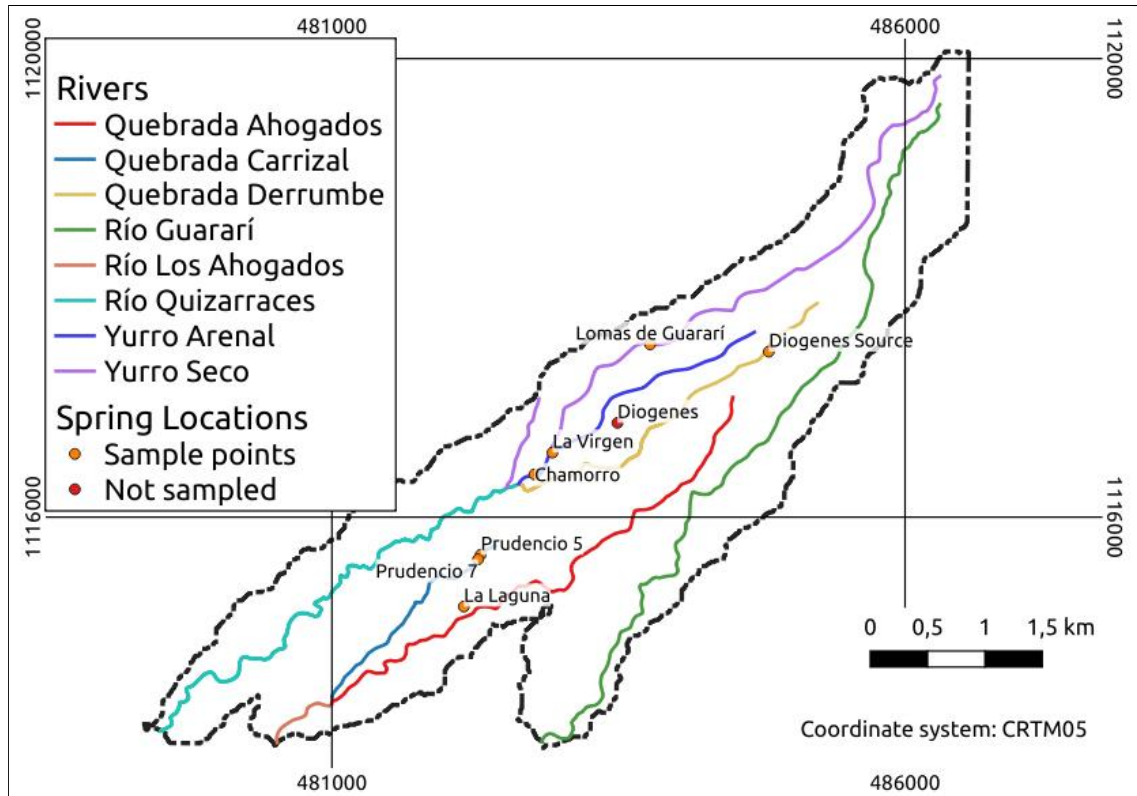 481000
486000
1120000
1120000
Rivers
Quebrada Ahogados
Quebrada Carrizal
Quebrada Derrumbe
Río Guararí
Río Los Ahogados
Río Quizarraces
Yurro Arenal
Yurro Seco
Spring Locations
Sample points
Not sampled
Lomas de Guararí
Diogenes Source
Diogenes
La Virgen
Chamorro
1116000
1116000
Prudencio 5
Prudencio 7
La Laguna
0 0,5 1 1,5 km
Coordinate system: CRTM05
481000
486000